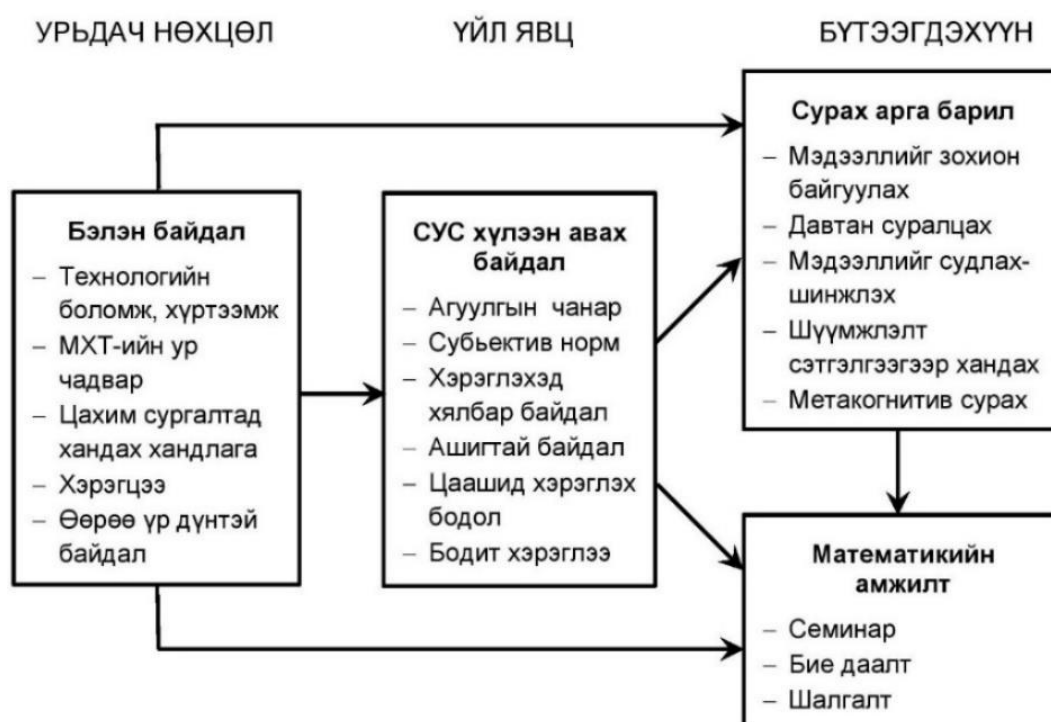 УРЬДАЧ НӨХЦӨЛ
ҮЙЛ ЯВЦ
БҮТЭЭГДЭХҮҮН
Бэлэн байдал
– Технологийн
боломж, хүртээмж
– МХТ-ийн ур
чадвар
– Цахим сургалтад
хандах хандлага
– Хэрэгцээ
– Өөрөө үр дүнтэй
байдал
СУС хүлээн авах
байдал
– Агуулгын чанар
– Субьектив норм
– Хэрэглэхэд
хялбар байдал
– Ашигтай байдал
– Цаашид хэрэглэх
бодол
– Бодит хэрэглээ
Сурах арга барил
– Мэдээллийг зохион
байгуулах
– Давтан суралцах
– Мэдээллийг судлах-
шинжлэх
– Шүүмжлэлт
сэтгэлгээгээр хандах
– Метакогнитив сурах
Математикийн
амжилт
– Семинар
– Бие даалт
– Шалгалт